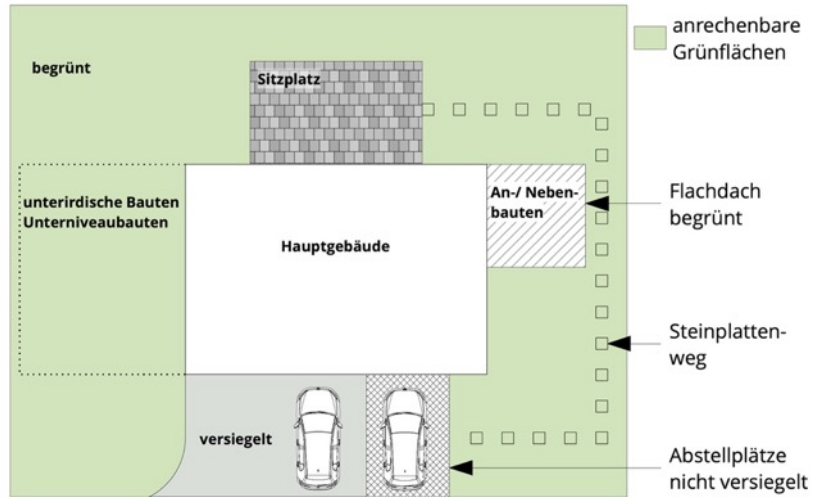 anrechenbare
Grünflächen
begrünt
Sitzplatz
unterirdische Bauten
Unterniveaubauten
An-/ Neben-
bauten
Flachdach
begrünt
Hauptgebäude
Steinplatten-
weg
versiegelt
Abstellplätze
nicht versiegelt